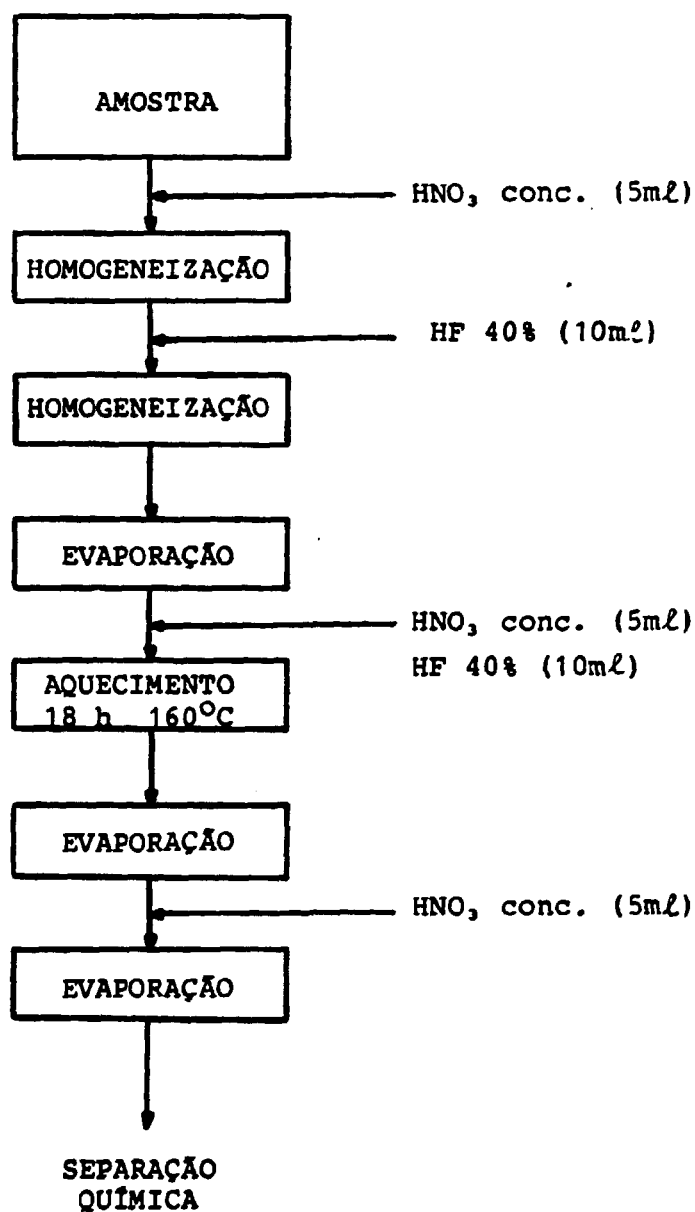 AMOSTRA
HNO₃ conc. (5mℓ)
HOMOGENEIZAÇÃO
HF 40% (10mℓ)
HOMOGENEIZAÇÃO
EVAPORAÇÃO
HNO₃ conc. (5mℓ)
HF 40% (10mℓ)
AQUECIMENTO
18 h 160°C
EVAPORAÇÃO
HNO₃ conc. (5mℓ)
EVAPORAÇÃO
SEPARAÇÃO
QUÍMICA